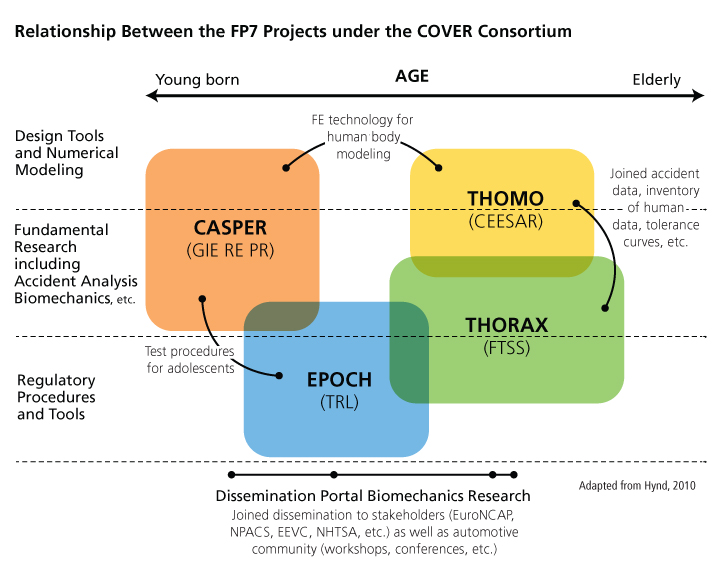 Relationship Between the FP7 Projects under the COVER Consortium
AGE
Young born
Elderly
FE technology for
human body
modeling
Design Tools
and Numerical
Modeling
Joined accident
data, inventory
of human
data, tolerance
curves, etc.
THOMO
(CEESAR)
CASPER
(GIE RE PR)
Fundamental
Research
including
Accident Analysis
Biomechanics, etc.
THORAX
(FTSS)
Test procedures
for adolescents
EPOCH
(TRL)
Regulatory
Procedures
and Tools
Adapted from Hynd, 2010
Dissemination Portal Biomechanics Research
Joined dissemination to stakeholders (EuroNCAP,
NPACS, EEVC, NHTSA, etc.) as well as automotive
community (workshops, conferences, etc.)